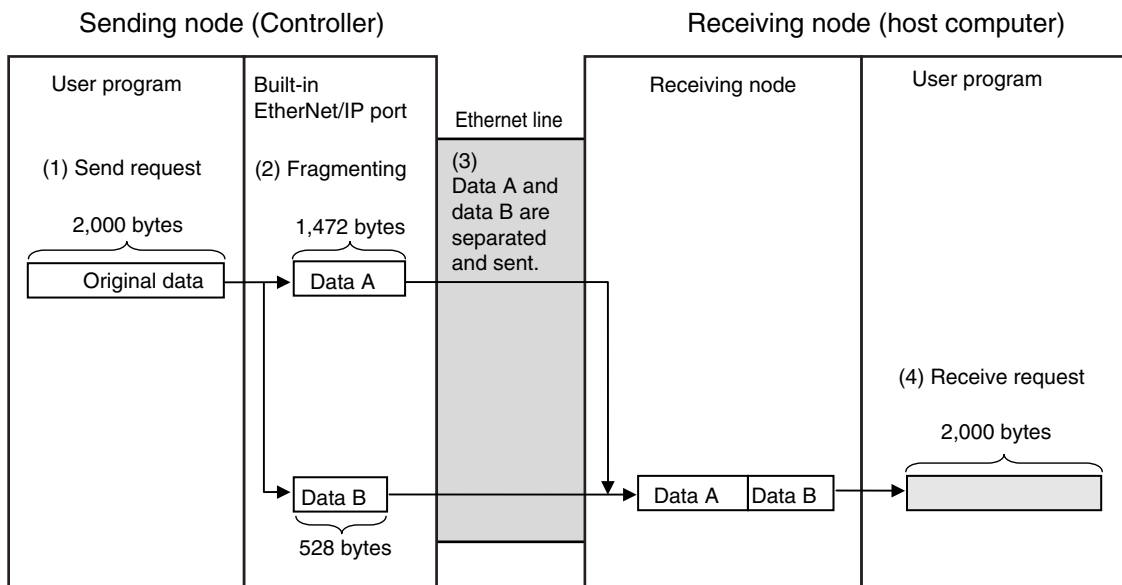 Sending node (Controller)
Receiving node (host computer)
User program
Built-in
EtherNet/IP port
Ethernet line
Receiving node
User program
(1) Send request
(2) Fragmenting
(3)
Data A and
data B are
separated
and sent.
2,000 bytes
1,472 bytes
Original data
Data A
(4) Receive request
2,000 bytes
Data B
Data A
Data B
528 bytes